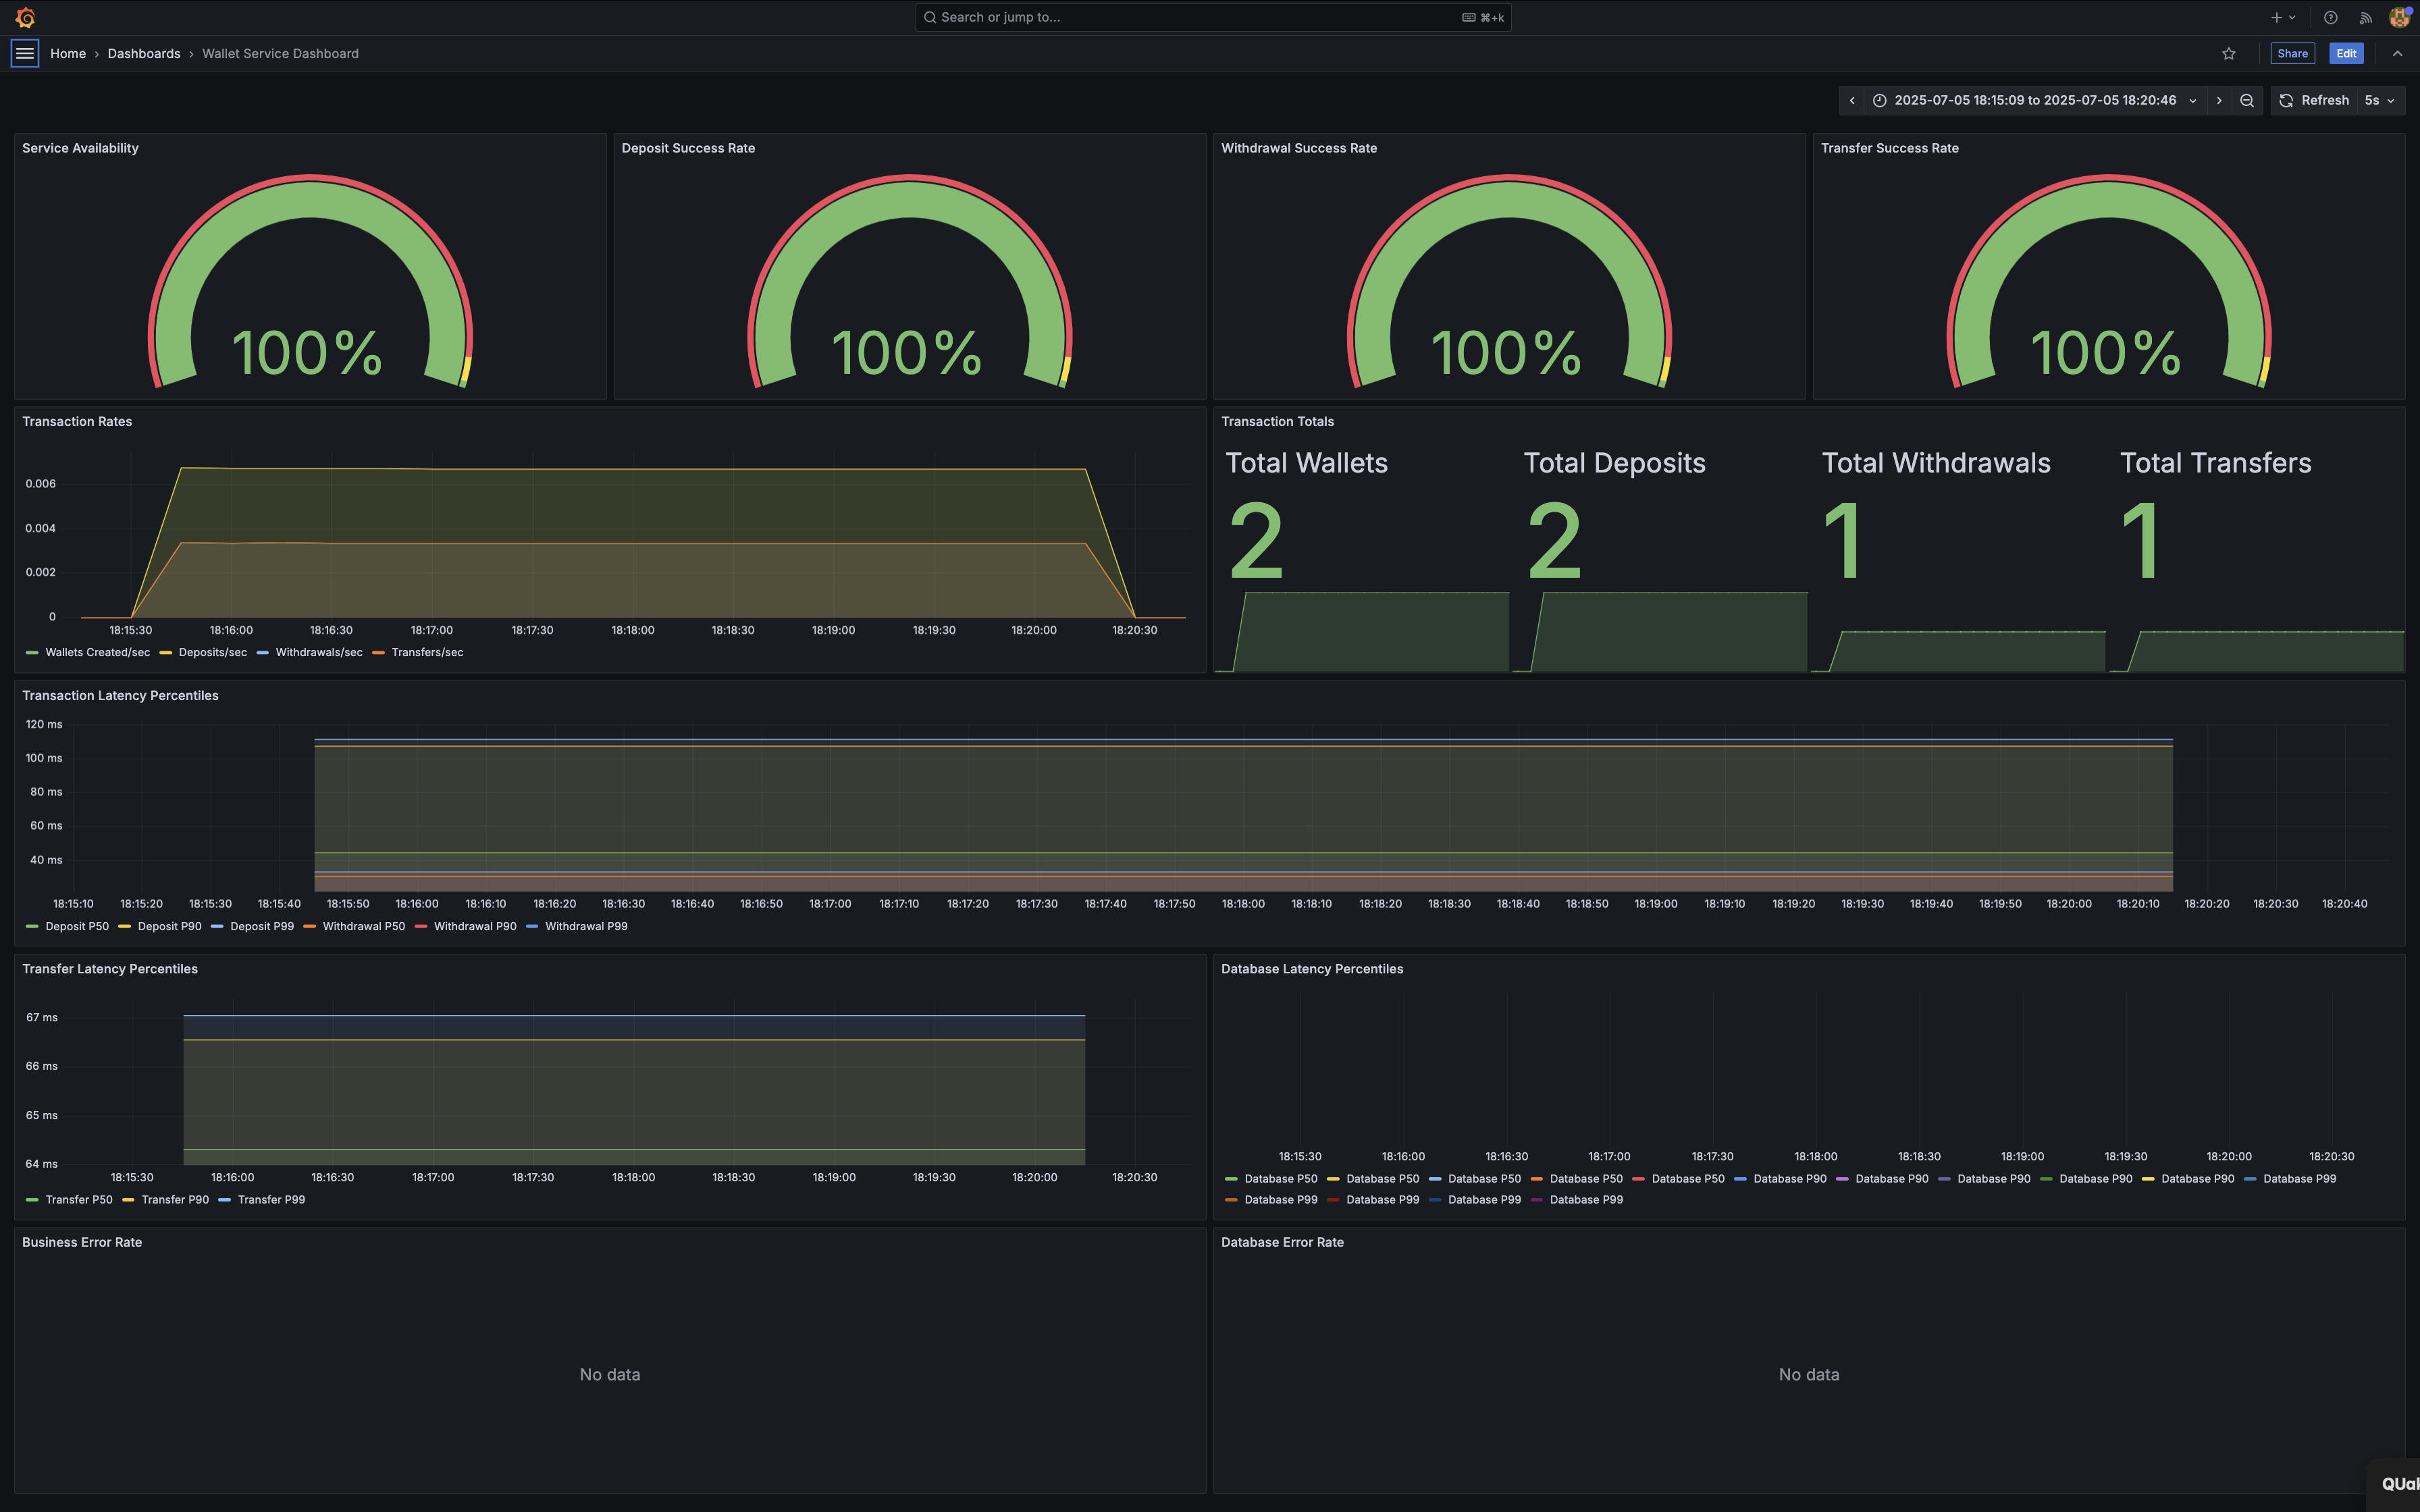 Search or jump to... ⌘+k
Home › Dashboards › Wallet Service Dashboard
Share Edit
2025-07-05 18:15:09 to 2025-07-05 18:20:46 Refresh 5s
Service Availability
100%
Deposit Success Rate
100%
Withdrawal Success Rate
100%
Transfer Success Rate
100%
Transaction Rates
0.006
0.004
0.002
0
18:15:30 18:16:00 18:16:30 18:17:00 18:17:30 18:18:00 18:18:30 18:19:00 18:19:30 18:20:00 18:20:30
Wallets Created/sec Deposits/sec Withdrawals/sec Transfers/sec
Transaction Totals
Total Wallets Total Deposits Total Withdrawals Total Transfers
2 2 1 1
Transaction Latency Percentiles
120 ms
100 ms
80 ms
60 ms
40 ms
18:15:10 18:15:20 18:15:30 18:15:40 18:15:50 18:16:00 18:16:10 18:16:20 18:16:30 18:16:40 18:16:50 18:17:00 18:17:10 18:17:20 18:17:30 18:17:40 18:17:50 18:18:00 18:18:10 18:18:20 18:18:30 18:18:40 18:18:50 18:19:00 18:19:10 18:19:20 18:19:30 18:19:40 18:19:50 18:20:00 18:20:10 18:20:20 18:20:30 18:20:40
Deposit P50 Deposit P90 Deposit P99 Withdrawal P50 Withdrawal P90 Withdrawal P99
Transfer Latency Percentiles
67 ms
66 ms
65 ms
64 ms
18:15:30 18:16:00 18:16:30 18:17:00 18:17:30 18:18:00 18:18:30 18:19:00 18:19:30 18:20:00 18:20:30
Transfer P50 Transfer P90 Transfer P99
Database Latency Percentiles
18:15:30 18:16:00 18:16:30 18:17:00 18:17:30 18:18:00 18:18:30 18:19:00 18:19:30 18:20:00 18:20:30
Database P50 Database P50 Database P50 Database P50 Database P50 Database P90 Database P90 Database P90 Database P90 Database P90 Database P99
Database P99 Database P99 Database P99 Database P99
Business Error Rate
No data
Database Error Rate
No data